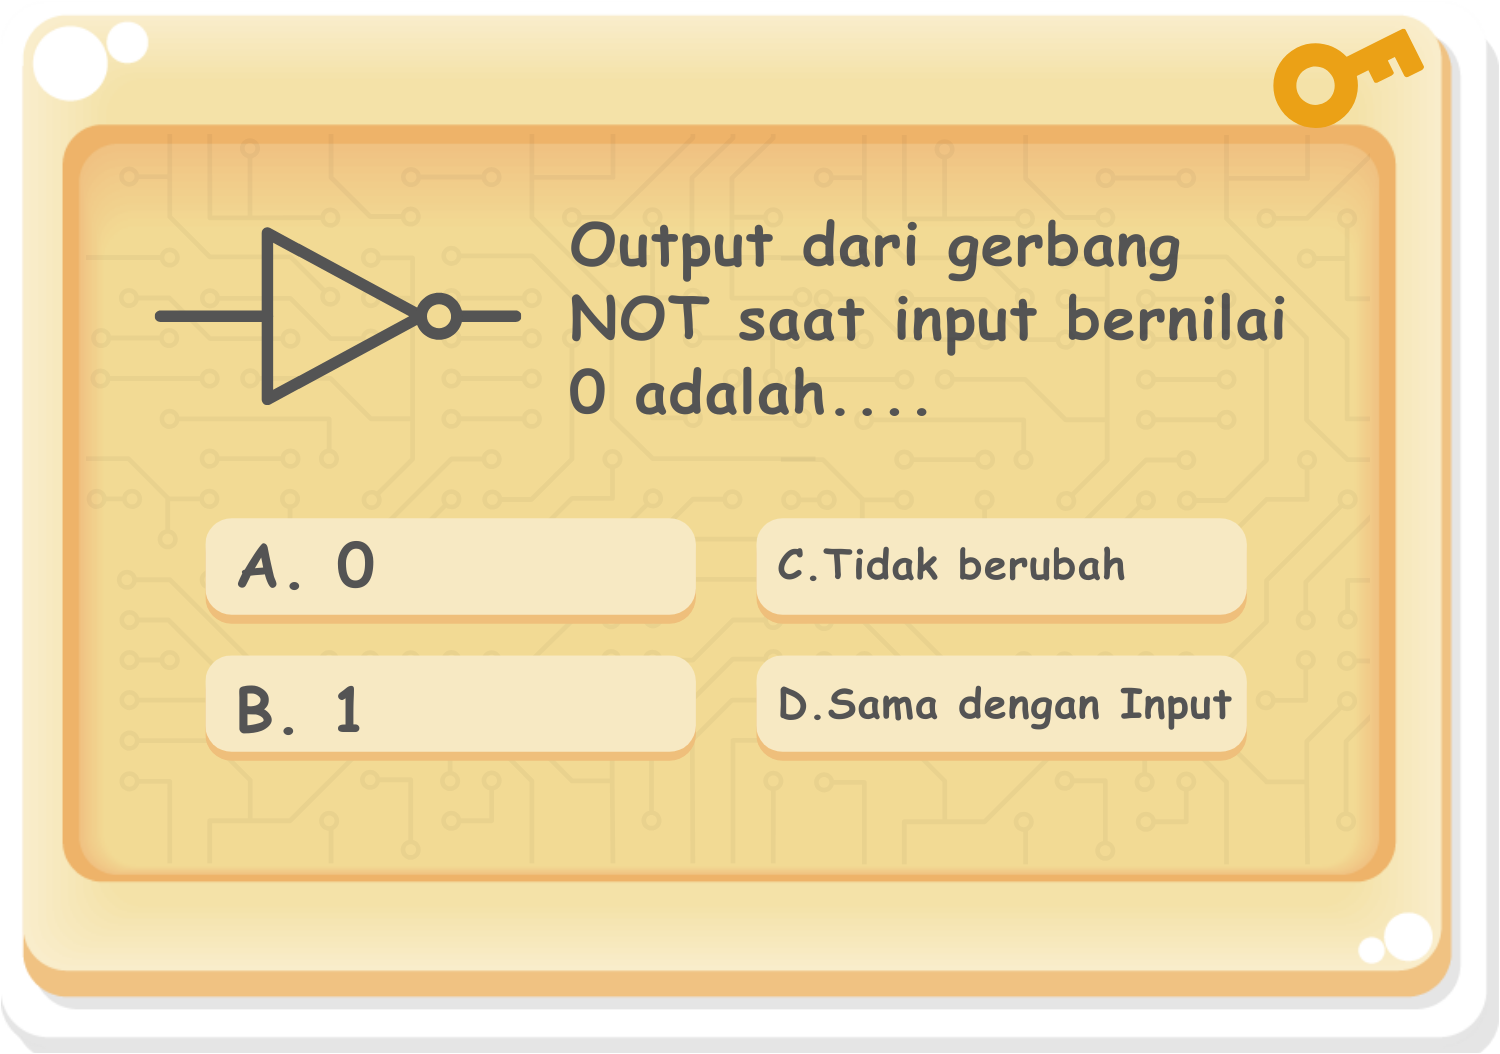 Output dari gerbang
NOT saat input bernilai
0 adalah....
A. 0
C.Tidak berubah
B. 1
D.Sama dengan Input